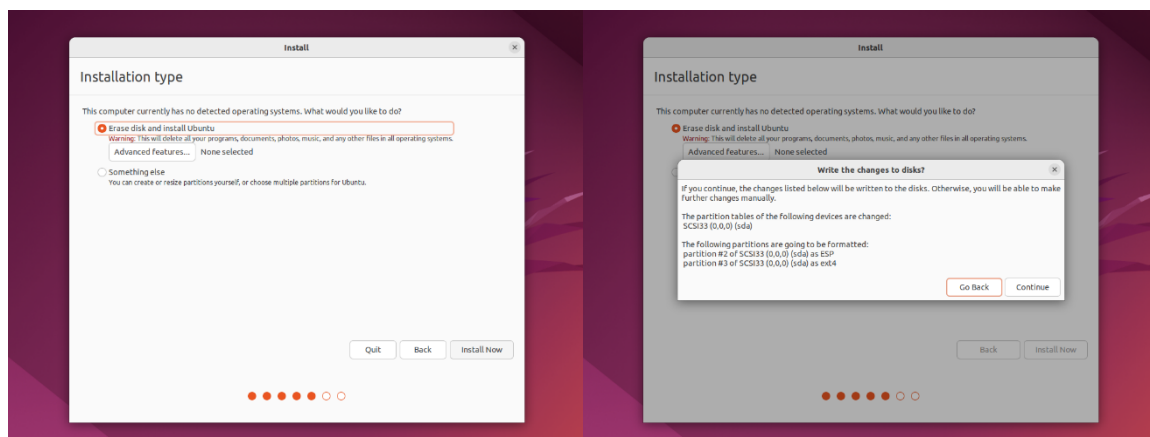 Install
Installation type
This computer currently has no detected operating systems. What would you like to do?
Erase disk and install Ubuntu
Warning: This will delete all your programs, documents, photos, music, and any other files in all operating systems.
Advanced features... None selected
Something else
You can create or resize partitions yourself, or choose multiple partitions for Ubuntu.
Quit Back Install Now
Install
Installation type
This computer currently has no detected operating systems. What would you like to do?
Erase disk and install Ubuntu
Warning: This will delete all your programs, documents, photos, music, and any other files in all operating systems.
Advanced features... None selected
Write the changes to disks?
If you continue, the changes listed below will be written to the disks. Otherwise, you will be able to make
further changes manually.
The partition tables of the following devices are changed:
SCSI33 (0,0,0) (sda)
The following partitions are going to be formatted:
partition #2 of SCSI33 (0,0,0) (sda) as ESP
partition #3 of SCSI33 (0,0,0) (sda) as ext4
Go Back Continue
Back Install Now